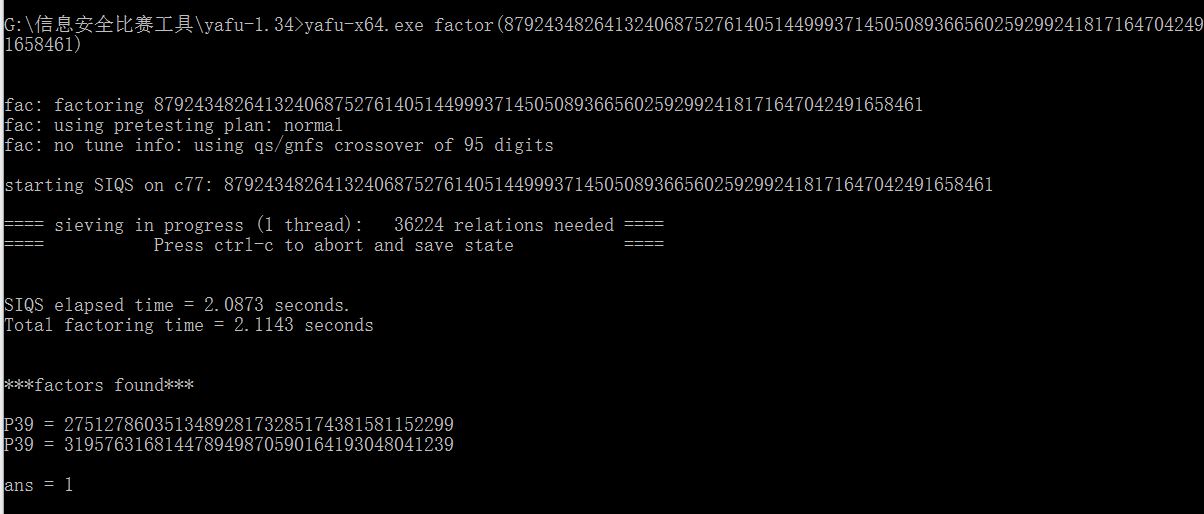 G:\信息安全比赛工具\yafu-1.34>yafu-x64.exe factor(87924348264132406875276140514499937145050893665602592992418171647042491658461)
fac: factoring 87924348264132406875276140514499937145050893665602592992418171647042491658461
fac: using pretesting plan: normal
fac: no tune info: using qs/gnfs crossover of 95 digits
starting SIQS on c77: 87924348264132406875276140514499937145050893665602592992418171647042491658461
==== sieving in progress (1 thread):   36224 relations needed ====
====           Press ctrl-c to abort and save state           ====
SIQS elapsed time = 2.0873 seconds.
Total factoring time = 2.1143 seconds
***factors found***
P39 = 275127860351348928173285174381581152299
P39 = 319576316814478949870590164193048041239
ans = 1